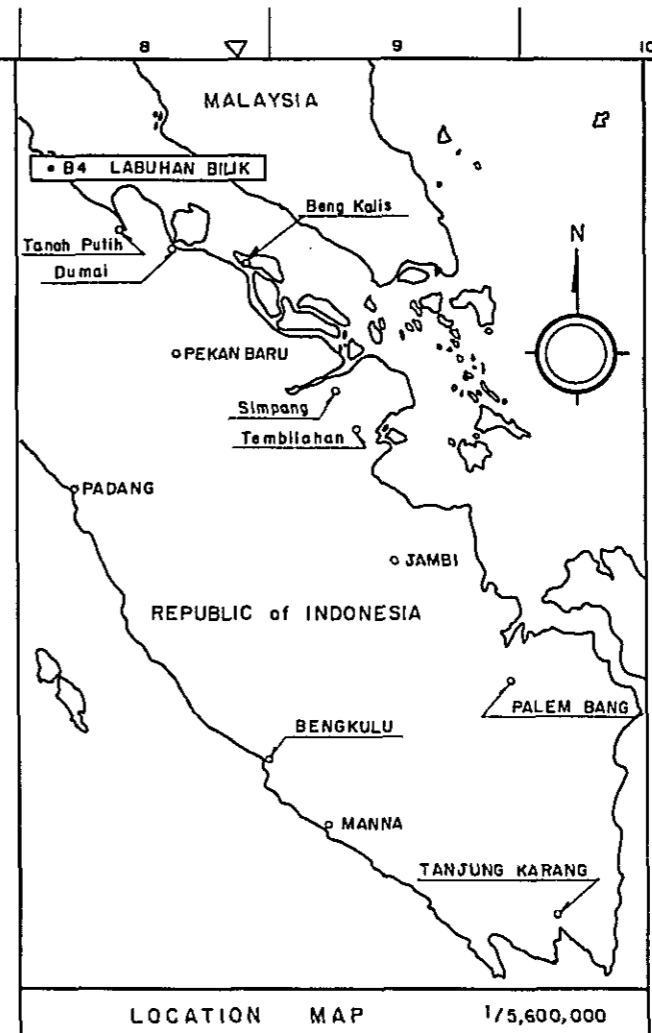 8 9 10
MALAYSIA
• B4 LABUHAN BILIK
Beng Kalis
N
Tanah Putih
Dumai
PEKAN BARU
Simpang
Tembilahan
PADANG
JAMBI
REPUBLIC of INDONESIA
PALEM BANG
BENGKULU
MANNA
TANJUNG KARANG
LOCATION MAP 1/5,600,000